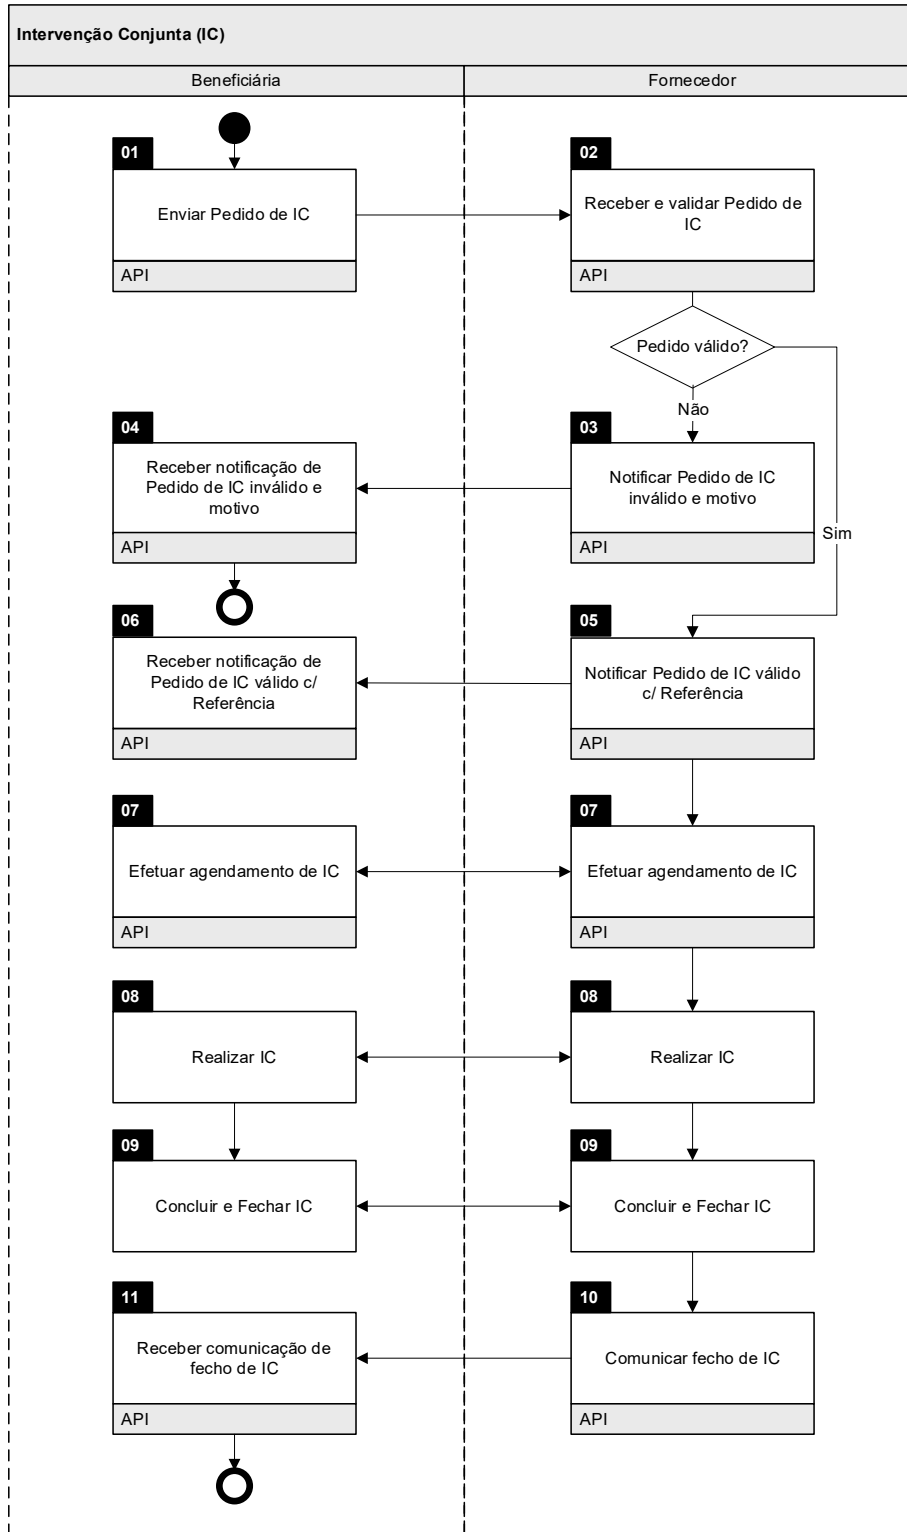 Intervenção Conjunta (IC)
Beneficiária
Fornecedor
01
Enviar Pedido de IC
API
02
Receber e validar Pedido de
IC
API
Pedido válido?
Não
Sim
04
Receber notificação de
Pedido de IC inválido e
motivo
API
03
Notificar Pedido de IC
inválido e motivo
API
06
Receber notificação de
Pedido de IC válido c/
Referência
API
05
Notificar Pedido de IC válido
c/ Referência
API
07
Efetuar agendamento de IC
API
07
Efetuar agendamento de IC
API
08
Realizar IC
08
Realizar IC
09
Concluir e Fechar IC
09
Concluir e Fechar IC
11
Receber comunicação de
fecho de IC
API
10
Comunicar fecho de IC
API